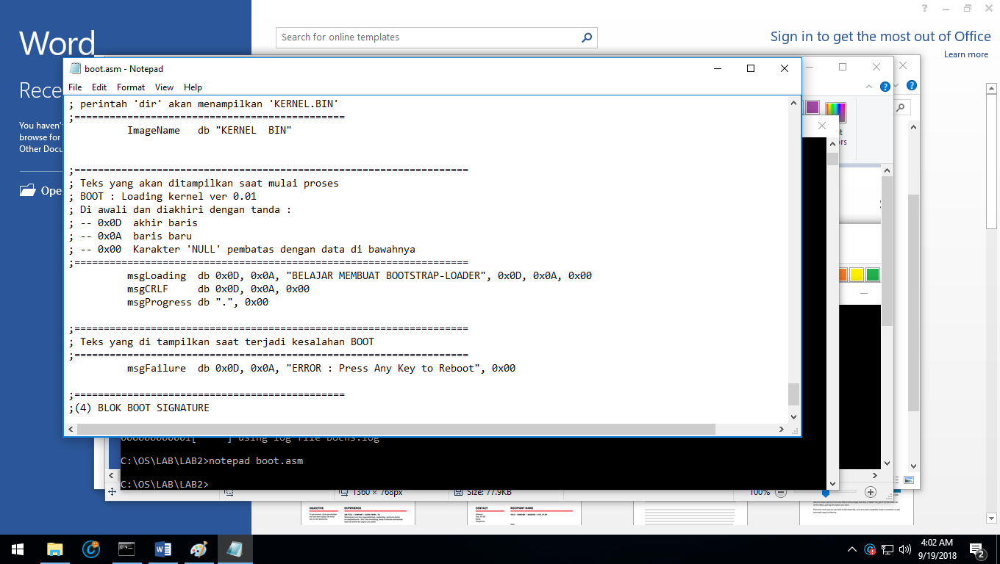 Word
Search for online templates
Sign in to get the most out of Office
Learn more
Rece
You haven'
browse for
Other Docu
Ope
boot.asm - Notepad
File Edit Format View Help
; perintah 'dir' akan menampilkan 'KERNEL.BIN'
;==============================================
ImageName db "KERNEL  BIN"
;===================================================================
; Teks yang akan ditampilkan saat mulai proses
; BOOT : Loading kernel ver 0.01
; Di awali dan diakhiri dengan tanda :
; -- 0x0D  akhir baris
; -- 0x0A  baris baru
; -- 0x00  Karakter 'NULL' pembatas dengan data di bawahnya
;===================================================================
msgLoading  db 0x0D, 0x0A, "BELAJAR MEMBUAT BOOTSTRAP-LOADER", 0x0D, 0x0A, 0x00
msgCRLF     db 0x0D, 0x0A, 0x00
msgProgress db ".", 0x00
;===================================================================
; Teks yang di tampilkan saat terjadi kesalahan BOOT
;===================================================================
msgFailure  db 0x0D, 0x0A, "ERROR : Press Any Key to Reboot", 0x00
;==============================================
;(4) BLOK BOOT SIGNATURE
using log file bochs.log
C:\OS\LAB\LAB2>notepad boot.asm
C:\OS\LAB\LAB2>
1360 × 768px
Size: 77.9KB
100%
OBJECTIVE
EXPERIENCE
CONTACT
RECIPIENT NAME
4:02 AM
9/19/2018
2